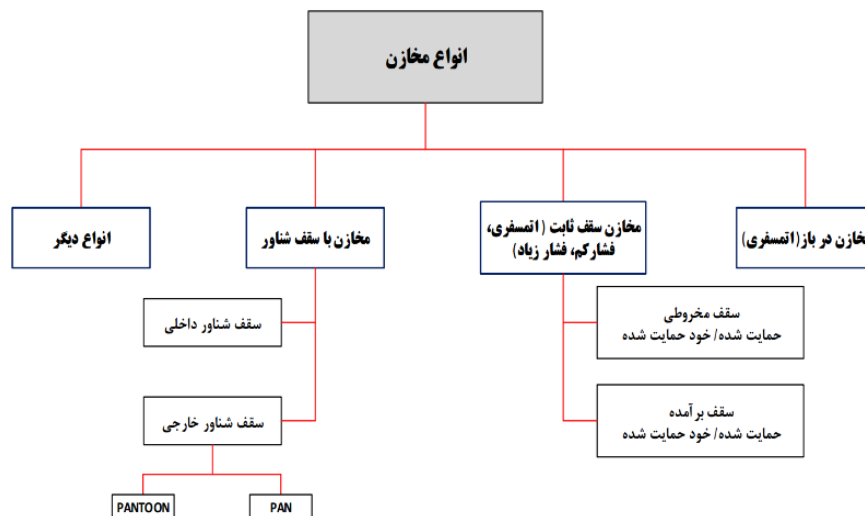 انواع مخازن
مخازن در باز(اتمسفری)
مخازن سقف ثابت ( اتمسفری،
فشارکم، فشار زیاد)
مخازن با سقف شناور
انواع دیگر
سقف مخروطی
حمایت شده/ خود حمایت شده
سقف برآمده
حمایت شده/ خود حمایت شده
سقف شناور داخلی
سقف شناور خارجی
PANTOON
PAN